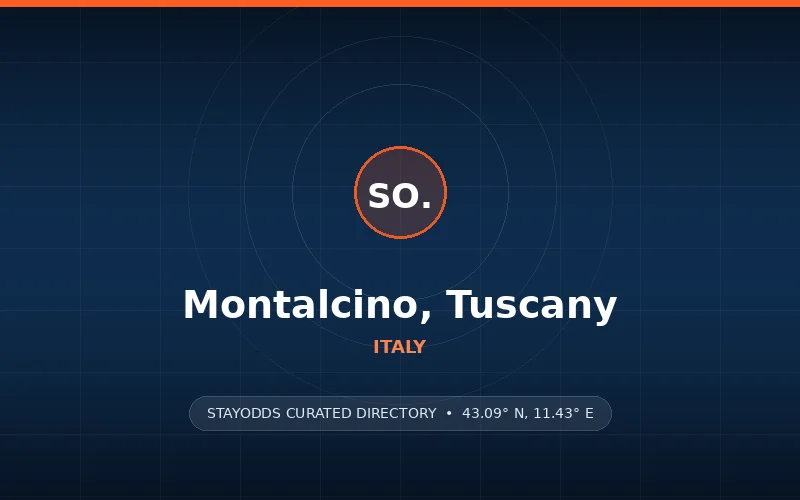 SO.
Montalcino, Tuscany
ITALY
STAYODDS CURATED DIRECTORY • 43.09° N, 11.43° E